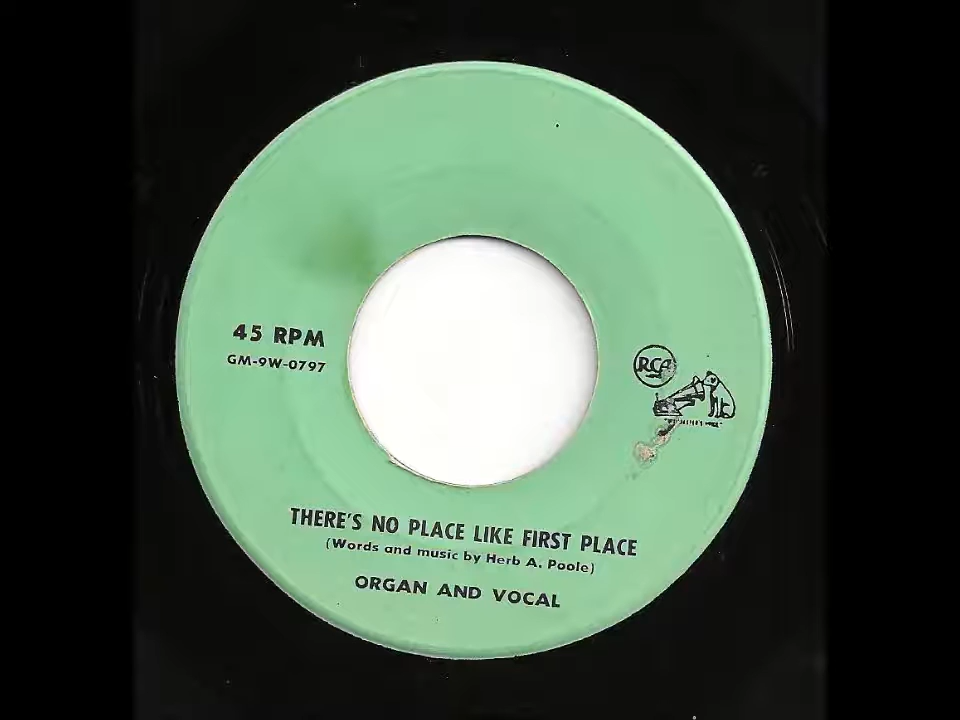 45 RPM
GM-9W-0797
RCA
THERE'S NO PLACE LIKE FIRST PLACE
(Words and music by Herb A. Poole)
ORGAN AND VOCAL